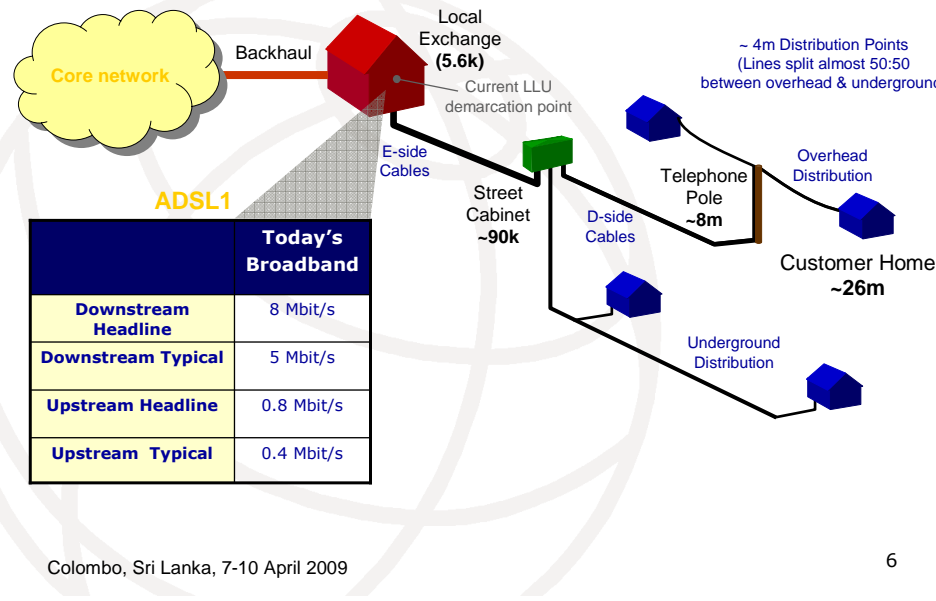 Local
Exchange
(5.6k)
Backhaul
Core network
Current LLU
demarcation point
~ 4m Distribution Points
(Lines split almost 50:50
between overhead & underground
E-side
Cables
Overhead
Distribution
Telephone
Pole
~8m
Street
Cabinet
~90k
D-side
Cables
Customer Home
~26m
Underground
Distribution
ADSL1
Today's
Broadband
Downstream
Headline
8 Mbit/s
Downstream Typical
5 Mbit/s
Upstream Headline
0.8 Mbit/s
Upstream Typical
0.4 Mbit/s
Colombo, Sri Lanka, 7-10 April 2009
6